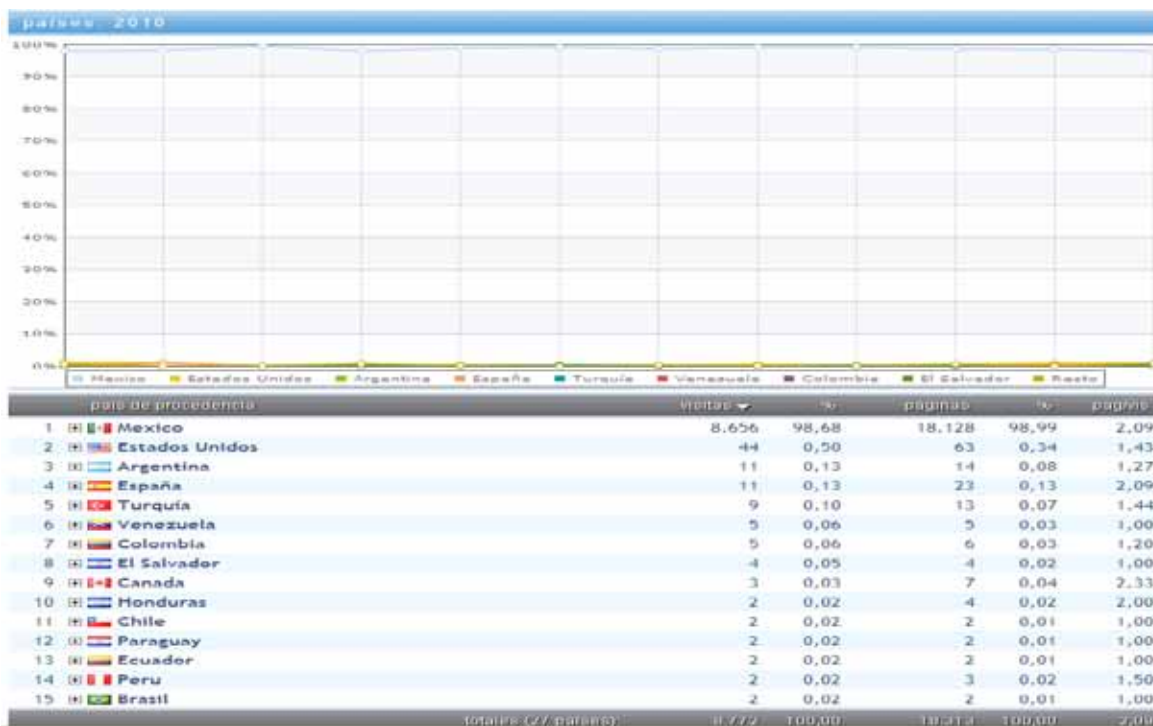 países. 2010
100%
90%
80%
70%
60%
50%
40%
30%
20%
10%
0%
Mexico Estados Unidos Argentina España Turquía Venezuela Colombia El Salvador Resto
país de procedencia visitas % páginas % pag/vis
1 Mexico 8.656 98,68 18.128 98,99 2,09
2 Estados Unidos 44 0,50 63 0,34 1,43
3 Argentina 11 0,13 14 0,08 1,27
4 España 11 0,13 23 0,13 2,09
5 Turquía 9 0,10 13 0,07 1,44
6 Venezuela 5 0,06 5 0,03 1,00
7 Colombia 5 0,06 6 0,03 1,20
8 El Salvador 4 0,05 4 0,02 1,00
9 Canada 3 0,03 7 0,04 2,33
10 Honduras 2 0,02 4 0,02 2,00
11 Chile 2 0,02 2 0,01 1,00
12 Paraguay 2 0,02 2 0,01 1,00
13 Ecuador 2 0,02 2 0,01 1,00
14 Peru 2 0,02 3 0,02 1,50
15 Brasil 2 0,02 2 0,01 1,00
totales (27 países): 8.772 100,00 18.313 100,00 2,09